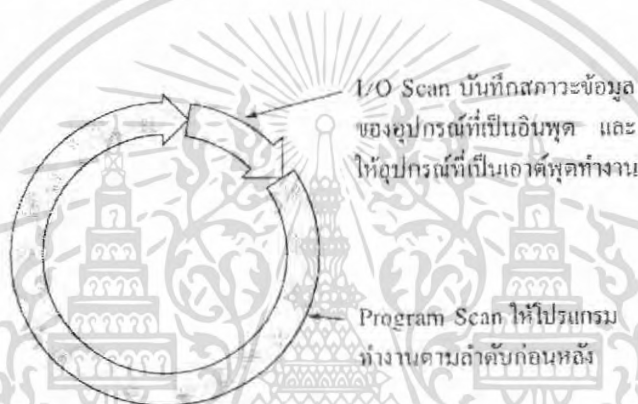 I/O Scan บันทึกสภาวะข้อมูล
ของอุปกรณ์ที่เป็นอินพุต และ
ให้อุปกรณ์ที่เป็นเอาต์พุตทำงาน
Program Scan ให้โปรแกรม
ทำงานตามลำดับก่อนหลัง